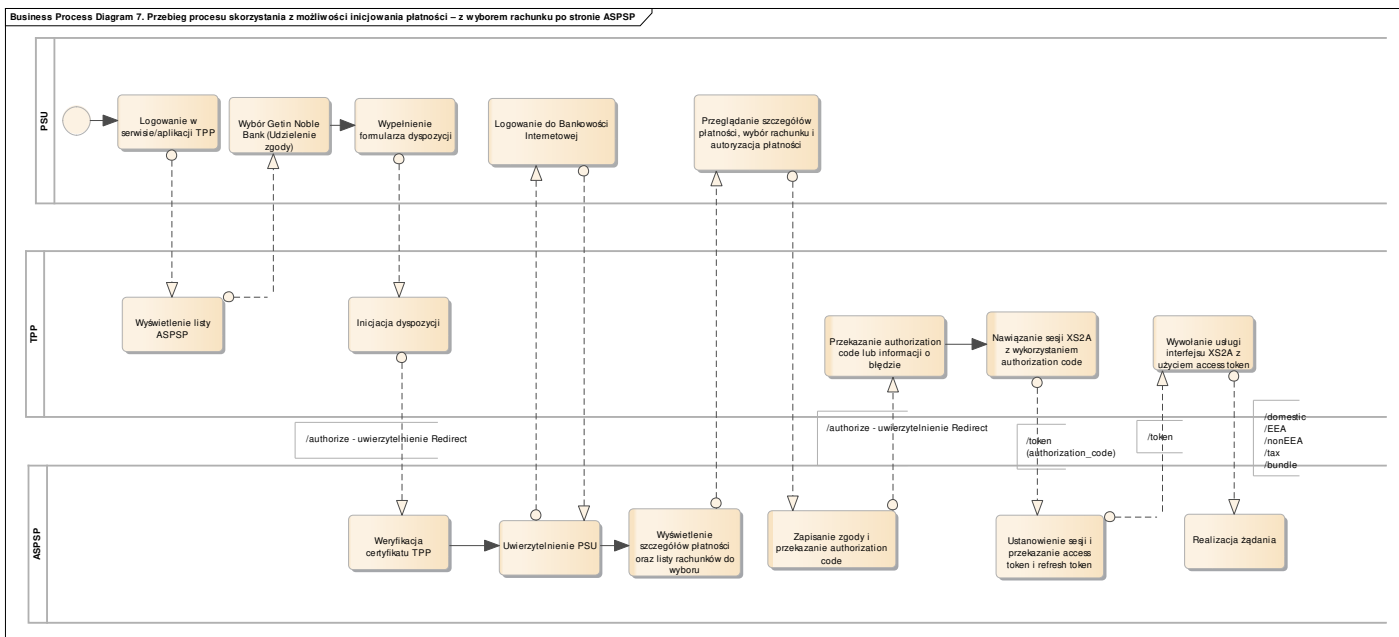 Business Process Diagram 7. Przebieg procesu skorzystania z możliwości inicjowania płatności – z wyborem rachunku po stronie ASPSP
PSU
Logowanie w
serwisie/aplikacji TPP
Wybór Getin Noble
Bank (Udzielenie
zgody)
Wypełnienie
formularza dyspozycji
Logowanie do Bankowości
Internetowej
Przeglądanie szczegółów
płatności, wybór rachunku i
autoryzacja płatności
TPP
Wyświetlenie listy
ASPSP
Inicjacja dyspozycji
Przekazanie authorization
code lub informacji o
błędzie
Nawiązanie sesji XS2A
z wykorzystaniem
authorization code
Wywołanie usługi
interfejsu XS2A z
użyciem access token
/authorize - uwierzytelnienie Redirect
/authorize - uwierzytelnienie Redirect
/token
(authorization_code)
/token
/domestic
/EEA
/nonEEA
/tax
/bundle
ASPSP
Weryfikacja
certyfikatu TPP
Uwierzytelnienie PSU
Wyświetlenie
szczegółów płatności
oraz listy rachunków do
wyboru
Zapisanie zgody i
przekazanie authorization
code
Ustanowienie sesji i
przekazanie access
token i refresh token
Realizacja żądania